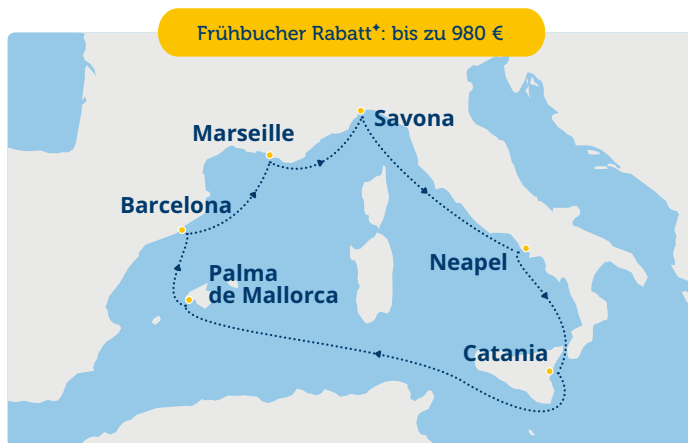 Frühbucher Rabatt✦: bis zu 980 €
Savona
Marseille
Barcelona
Neapel
Palma
de Mallorca
Catania